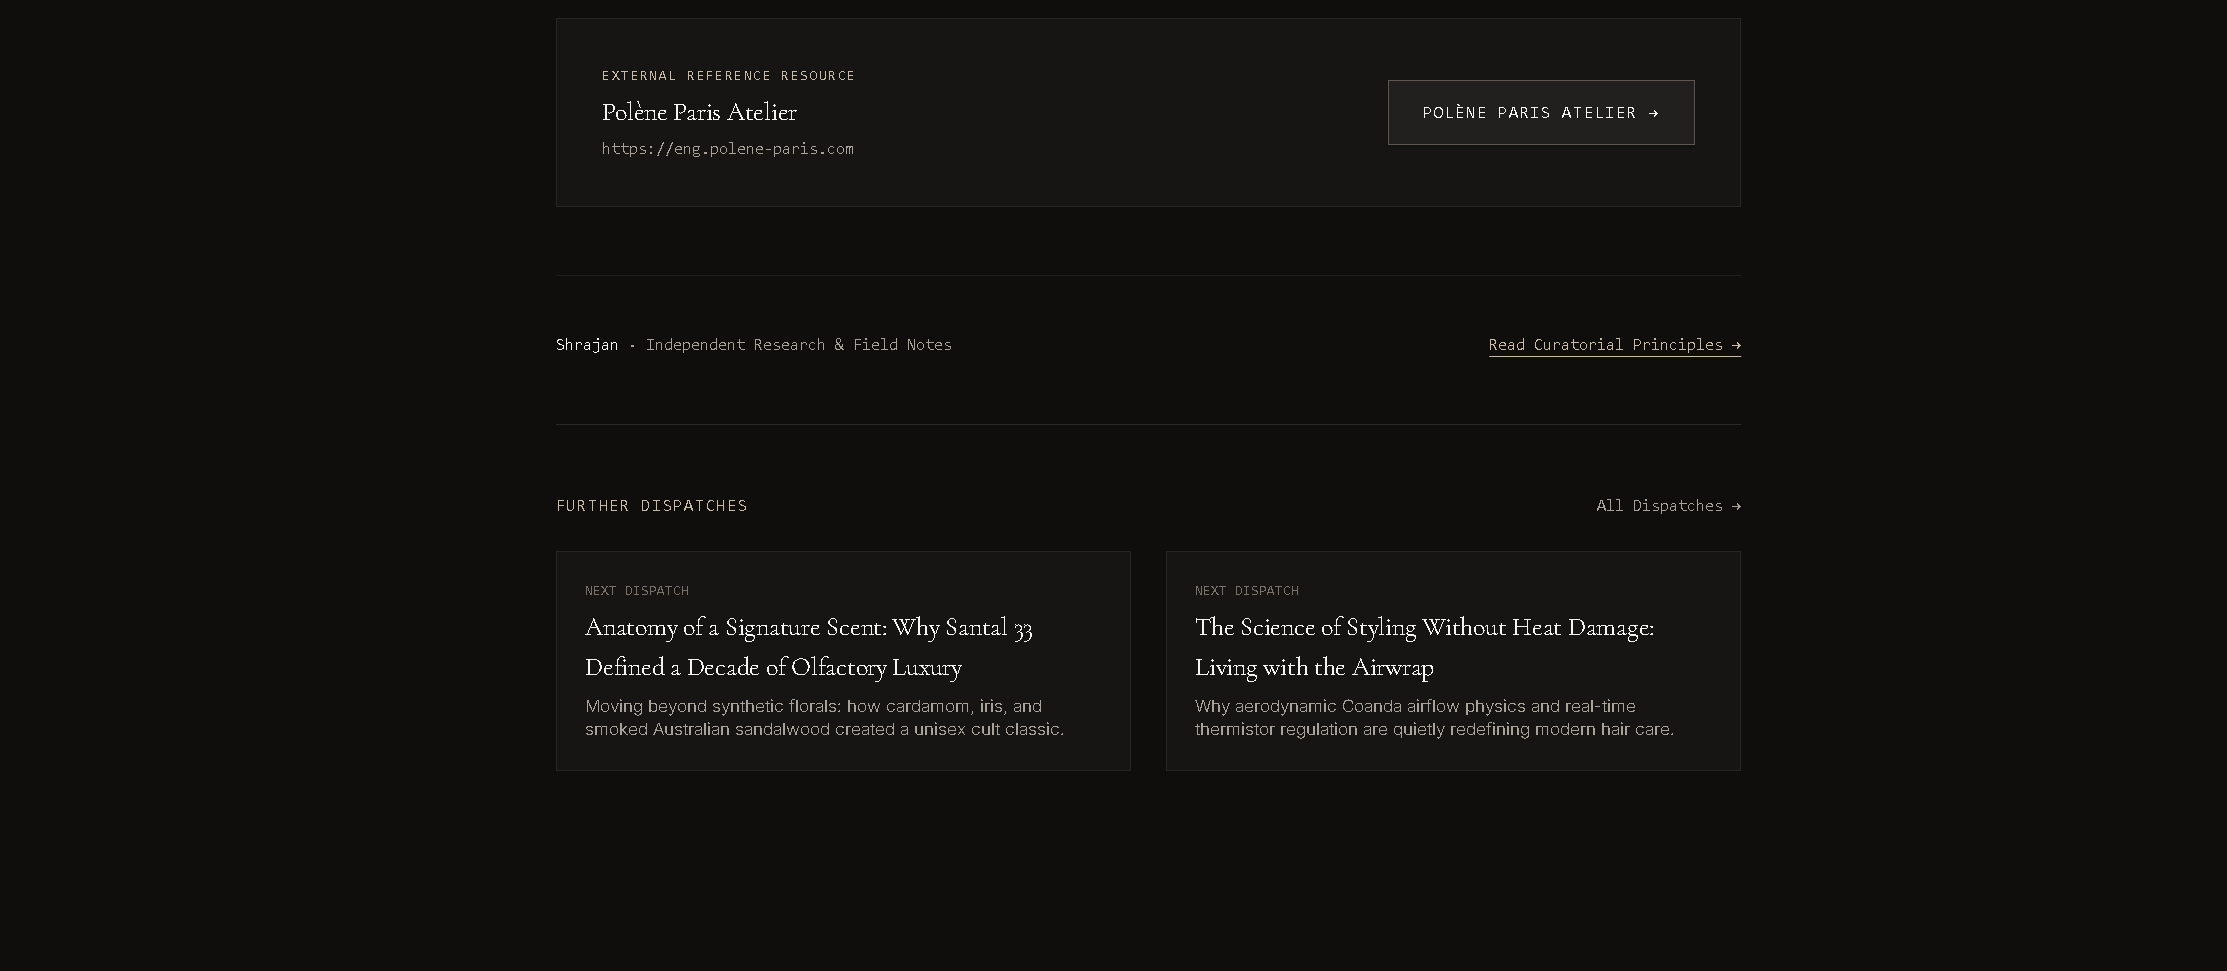 EXTERNAL REFERENCE RESOURCE
Polène Paris Atelier
https://eng.polene-paris.com
POLÈNE PARIS ATELIER →
Shrajan · Independent Research & Field Notes
Read Curatorial Principles →
FURTHER DISPATCHES
All Dispatches →
NEXT DISPATCH
Anatomy of a Signature Scent: Why Santal 33
Defined a Decade of Olfactory Luxury
Moving beyond synthetic florals: how cardamom, iris, and
smoked Australian sandalwood created a unisex cult classic.
NEXT DISPATCH
The Science of Styling Without Heat Damage:
Living with the Airwrap
Why aerodynamic Coanda airflow physics and real-time
thermistor regulation are quietly redefining modern hair care.